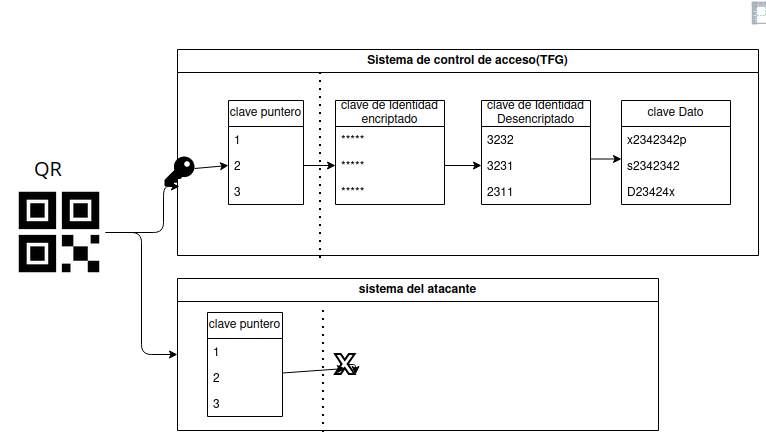 Sistema de control de acceso(TFG)
clave puntero
1
2
3
clave de Identidad
encriptado
*****
*****
*****
clave de Identidad
Desencriptado
3232
3231
2311
clave Dato
x2342342p
s2342342
D23424x
QR
sistema del atacante
clave puntero
1
2
3